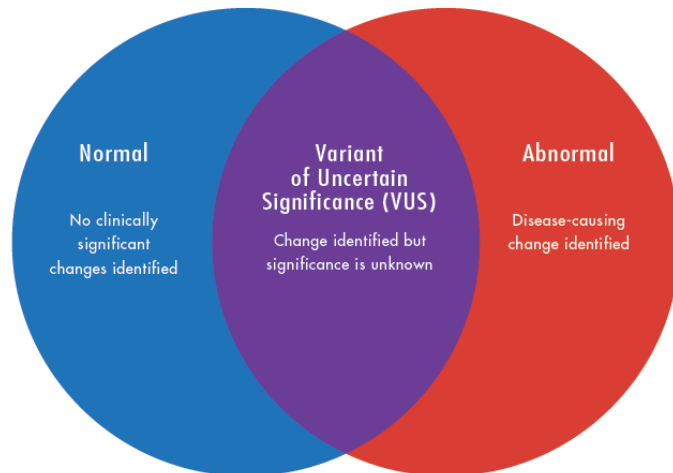 Normal
No clinically
significant
changes identified
Variant
of Uncertain
Significance (VUS)
Change identified but
significance is unknown
Abnormal
Disease-causing
change identified